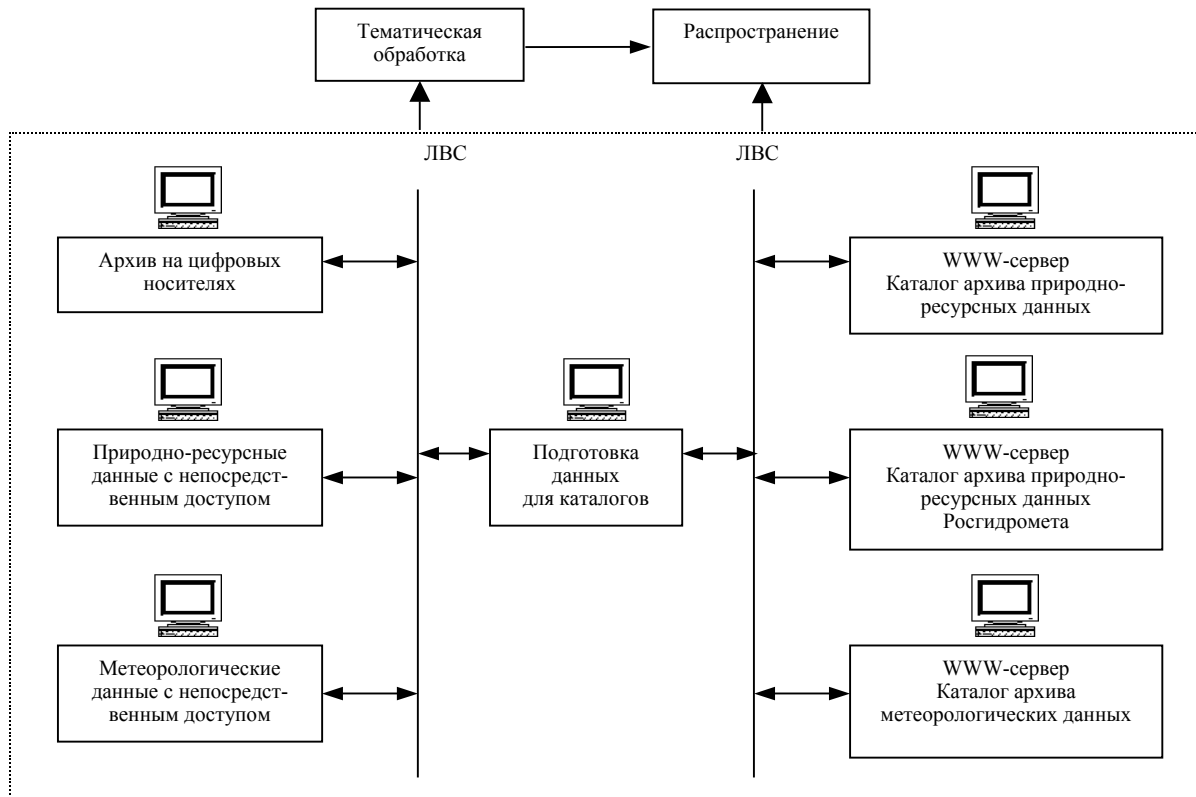 Тематическая
обработка
Распространение
ЛВС
ЛВС
Архив на цифровых
носителях
WWW-сервер
Каталог архива природно-
ресурсных данных
Природно-ресурсные
данные с непосредст-
венным доступом
Подготовка
данных
для каталогов
WWW-сервер
Каталог архива природно-
ресурсных данных
Росгидромета
Метеорологические
данные с непосредст-
венным доступом
WWW-сервер
Каталог архива
метеорологических данных